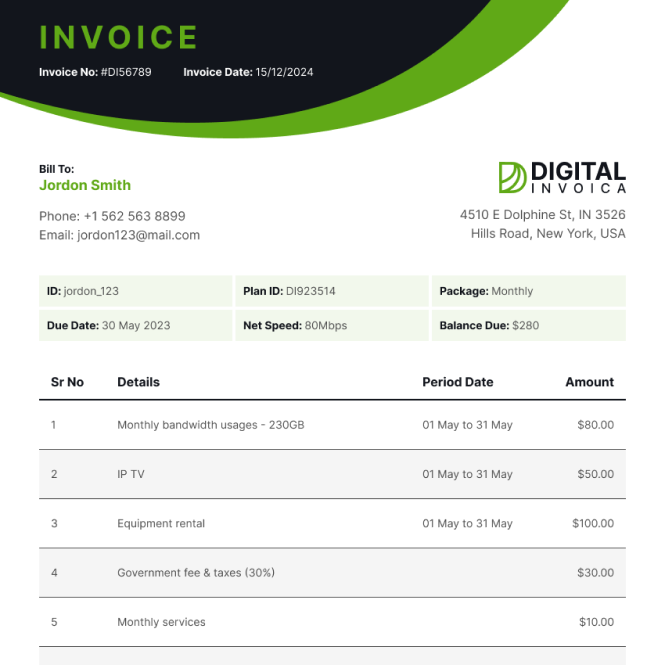 INVOICE
Invoice No: #DI56789 Invoice Date: 15/12/2024
Bill To:
Jordon Smith
Phone: +1 562 563 8899
Email: jordon123@mail.com
DIGITAL
INVOICA
4510 E Dolphine St, IN 3526
Hills Road, New York, USA
ID: jordon_123 Plan ID: DI923514 Package: Monthly
Due Date: 30 May 2023 Net Speed: 80Mbps Balance Due: $280
Sr No Details Period Date Amount
1 Monthly bandwidth usages - 230GB 01 May to 31 May $80.00
2 IP TV 01 May to 31 May $50.00
3 Equipment rental 01 May to 31 May $100.00
4 Government fee & taxes (30%) $30.00
5 Monthly services $10.00